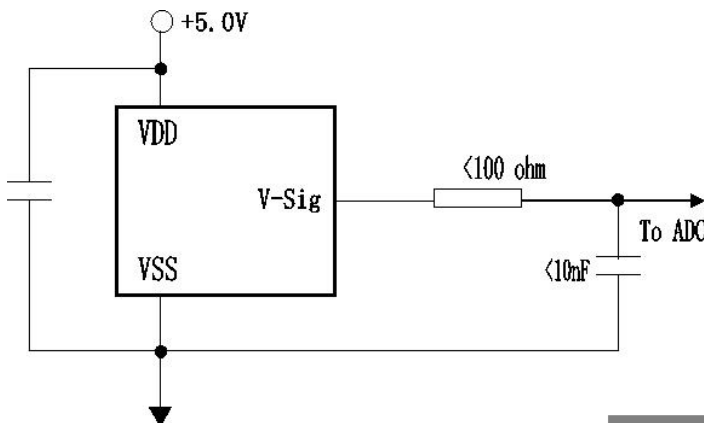 +5.0V
VDD
<100 ohm
V-Sig
To ADC
VSS
<10nF